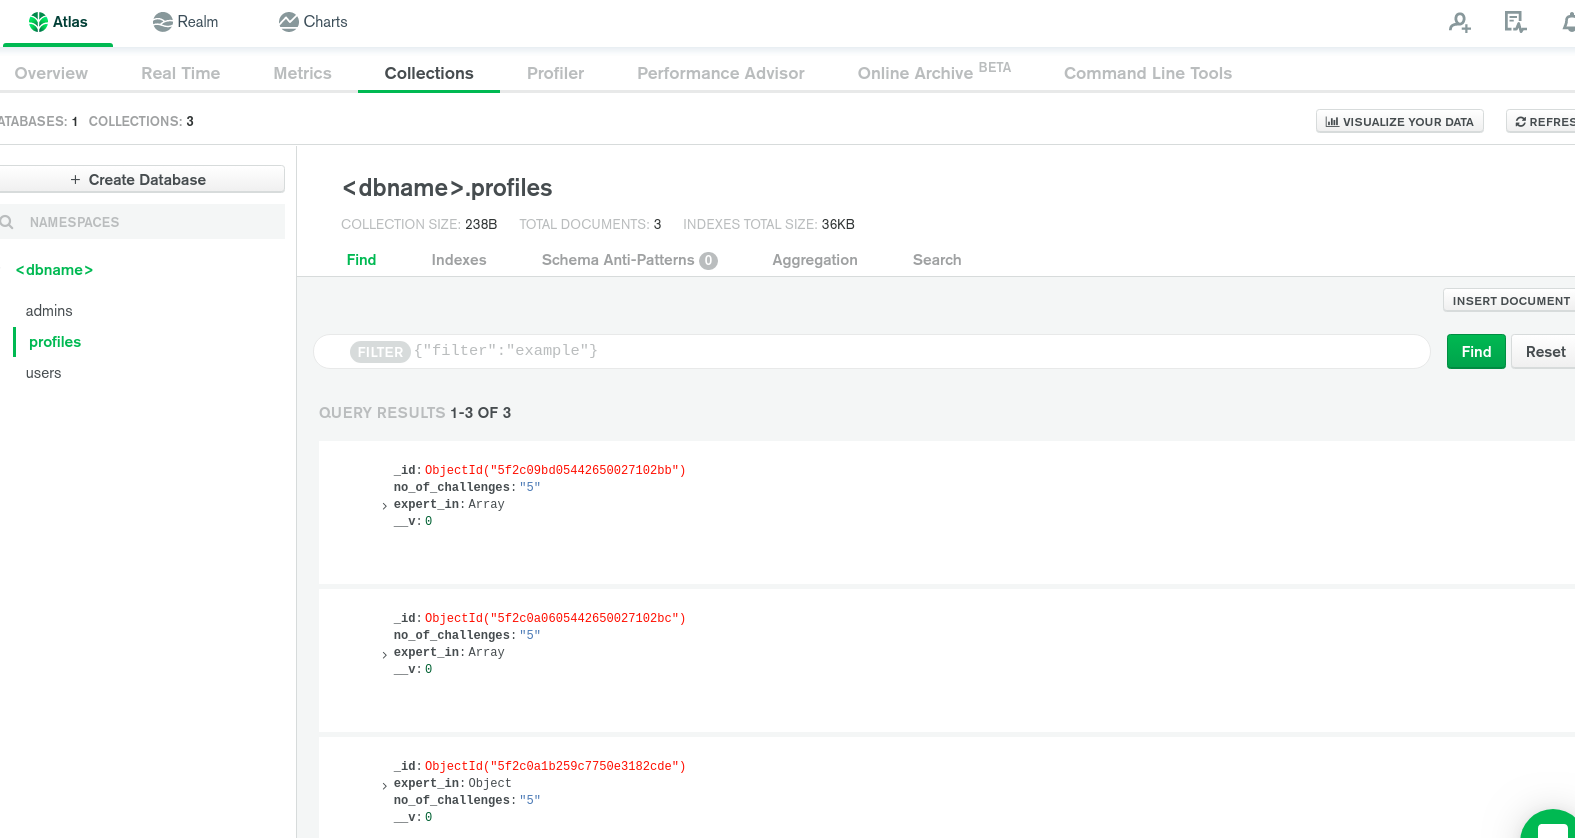 Atlas Realm Charts
Overview Real Time Metrics Collections Profiler Performance Advisor Online Archive BETA Command Line Tools
ATABASES: 1 COLLECTIONS: 3 VISUALIZE YOUR DATA REFRES
+ Create Database
NAMESPACES
<dbname>
admins
profiles
users
<dbname>.profiles
COLLECTION SIZE: 238B TOTAL DOCUMENTS: 3 INDEXES TOTAL SIZE: 36KB
Find Indexes Schema Anti-Patterns 0 Aggregation Search
INSERT DOCUMENT
FILTER {"filter":"example"} Find Reset
QUERY RESULTS 1-3 OF 3
_id: ObjectId("5f2c09bd05442650027102bb")
no_of_challenges: "5"
> expert_in: Array
__v: 0
_id: ObjectId("5f2c0a0605442650027102bc")
no_of_challenges: "5"
> expert_in: Array
__v: 0
_id: ObjectId("5f2c0a1b259c7750e3182cde")
> expert_in: Object
no_of_challenges: "5"
__v: 0